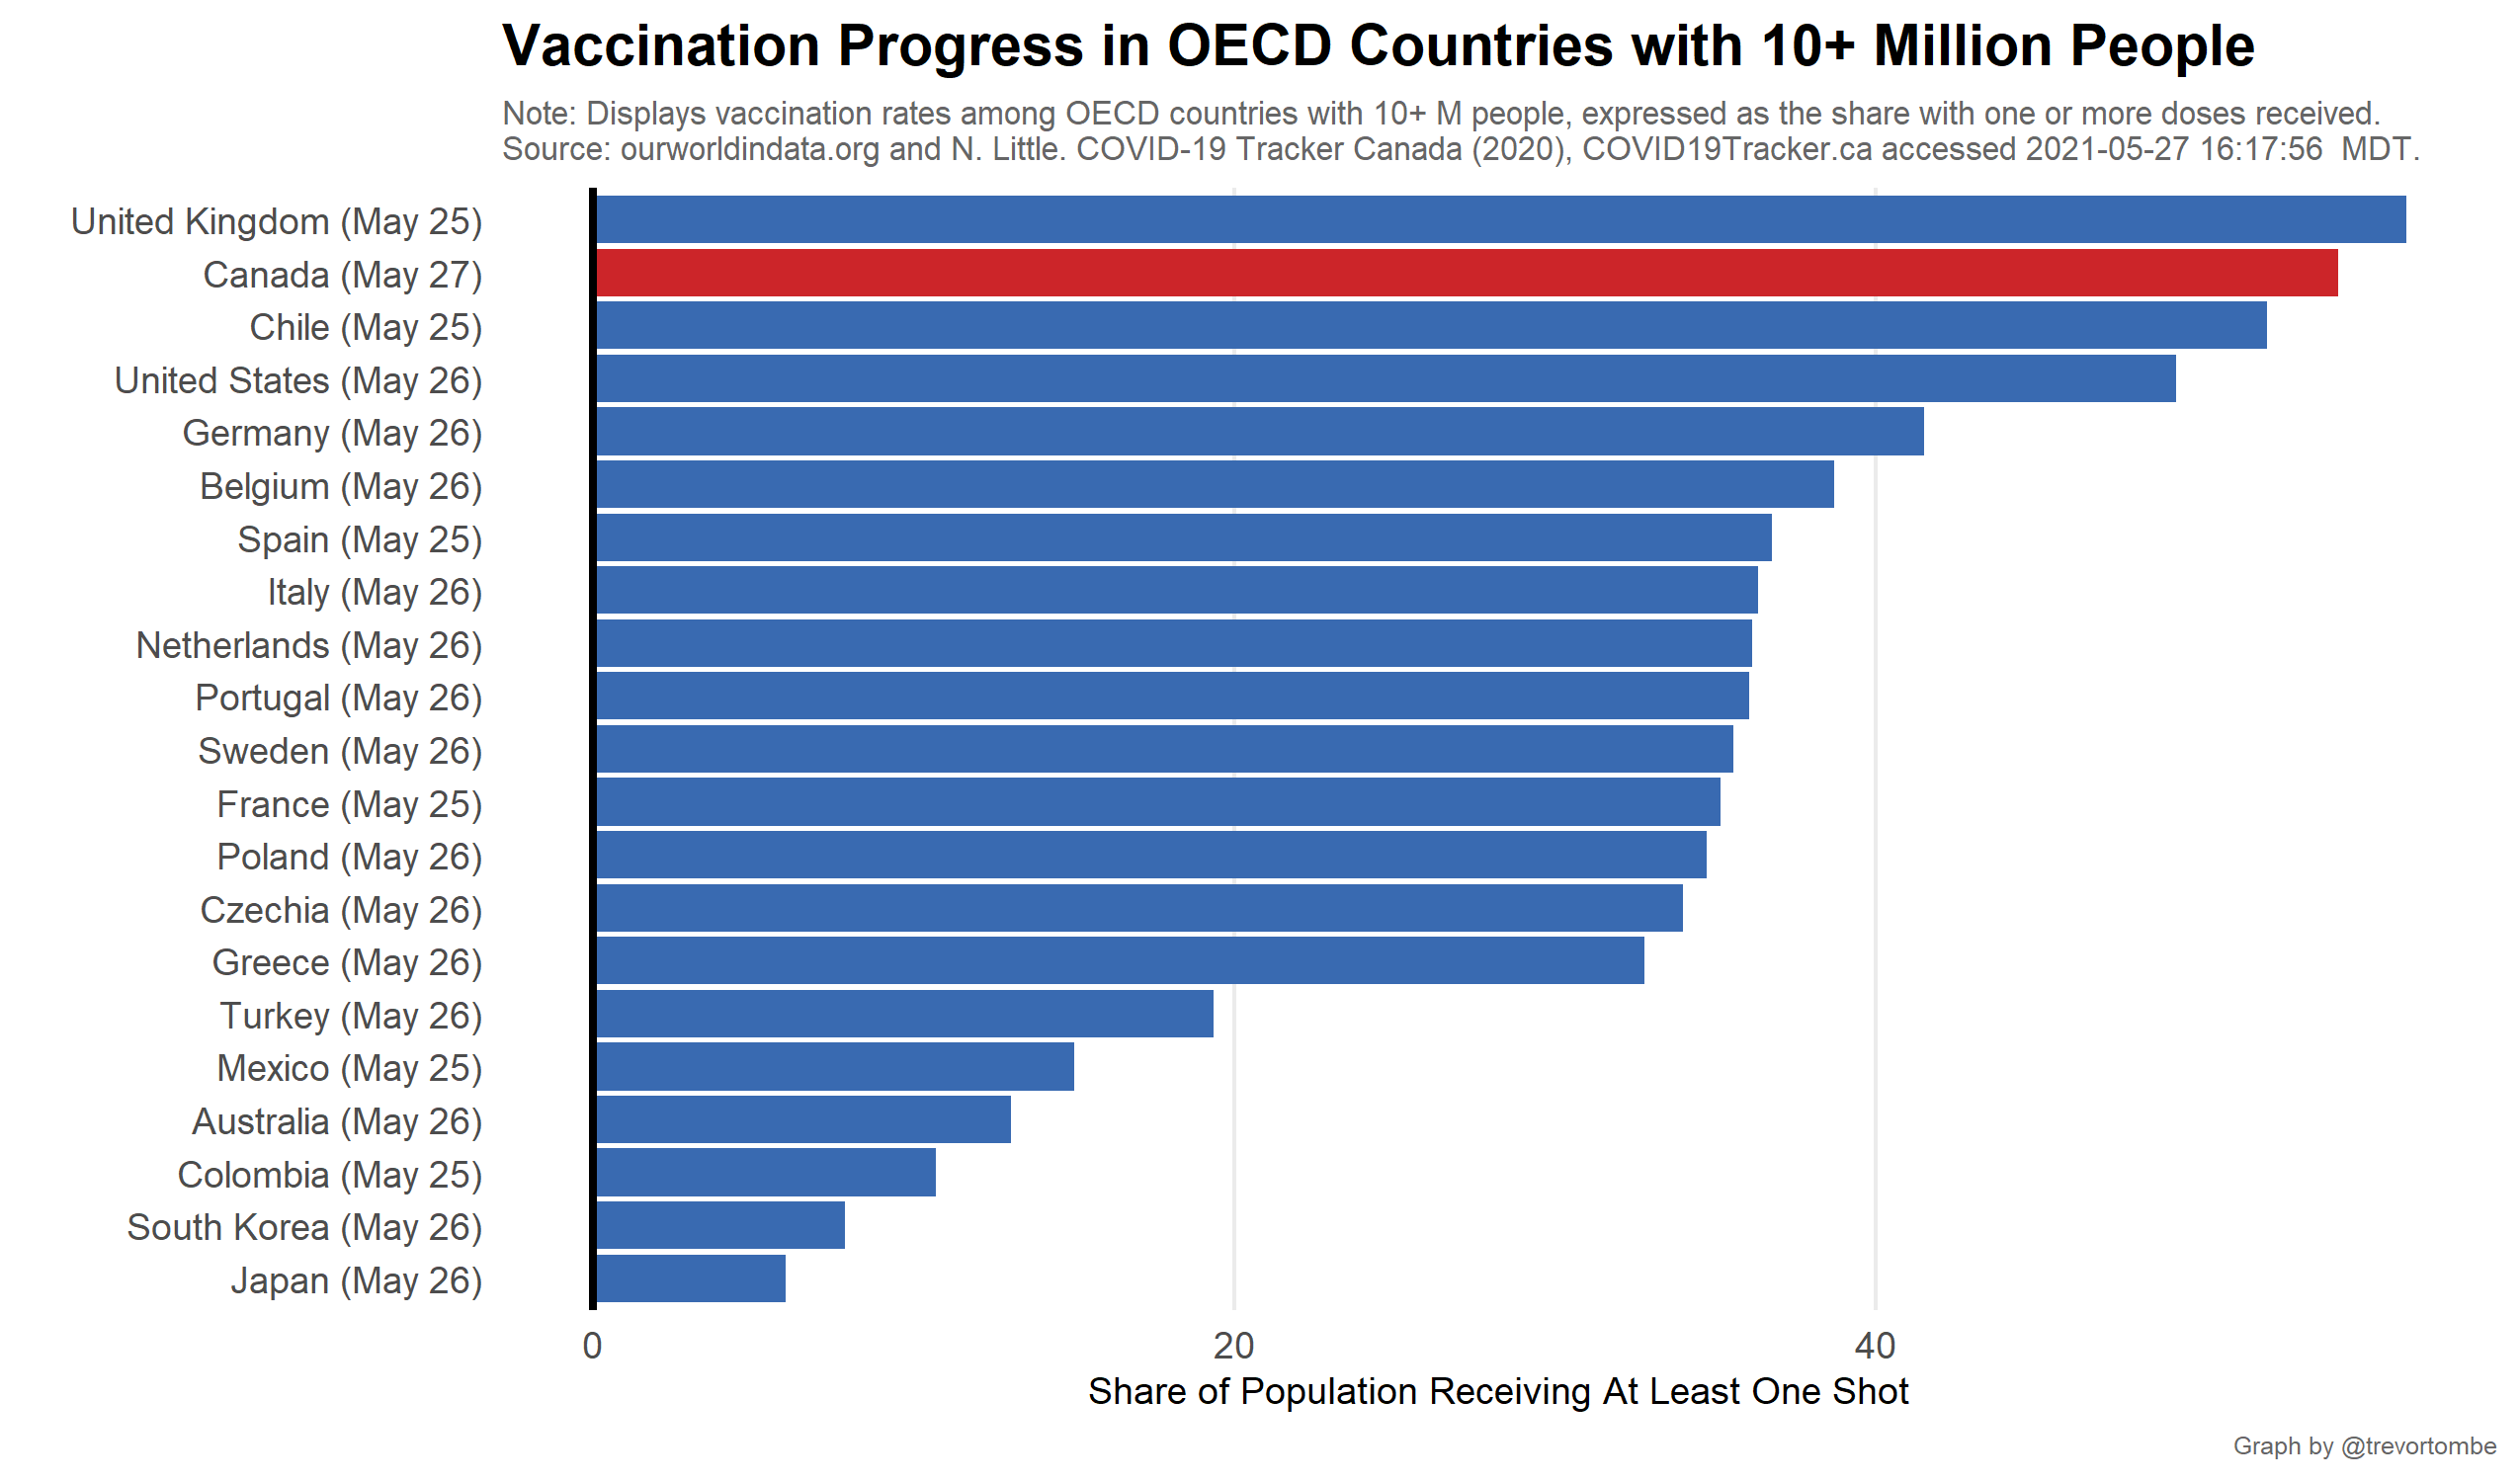 Vaccination Progress in OECD Countries with 10+ Million People
Note: Displays vaccination rates among OECD countries with 10+ M people, expressed as the share with one or more doses received.
Source: ourworldindata.org and N. Little. COVID-19 Tracker Canada (2020), COVID19Tracker.ca accessed 2021-05-27 16:17:56  MDT.
United Kingdom (May 25)
Canada (May 27)
Chile (May 25)
United States (May 26)
Germany (May 26)
Belgium (May 26)
Spain (May 25)
Italy (May 26)
Netherlands (May 26)
Portugal (May 26)
Sweden (May 26)
France (May 25)
Poland (May 26)
Czechia (May 26)
Greece (May 26)
Turkey (May 26)
Mexico (May 25)
Australia (May 26)
Colombia (May 25)
South Korea (May 26)
Japan (May 26)
0 20 40
Share of Population Receiving At Least One Shot
Graph by @trevortombe